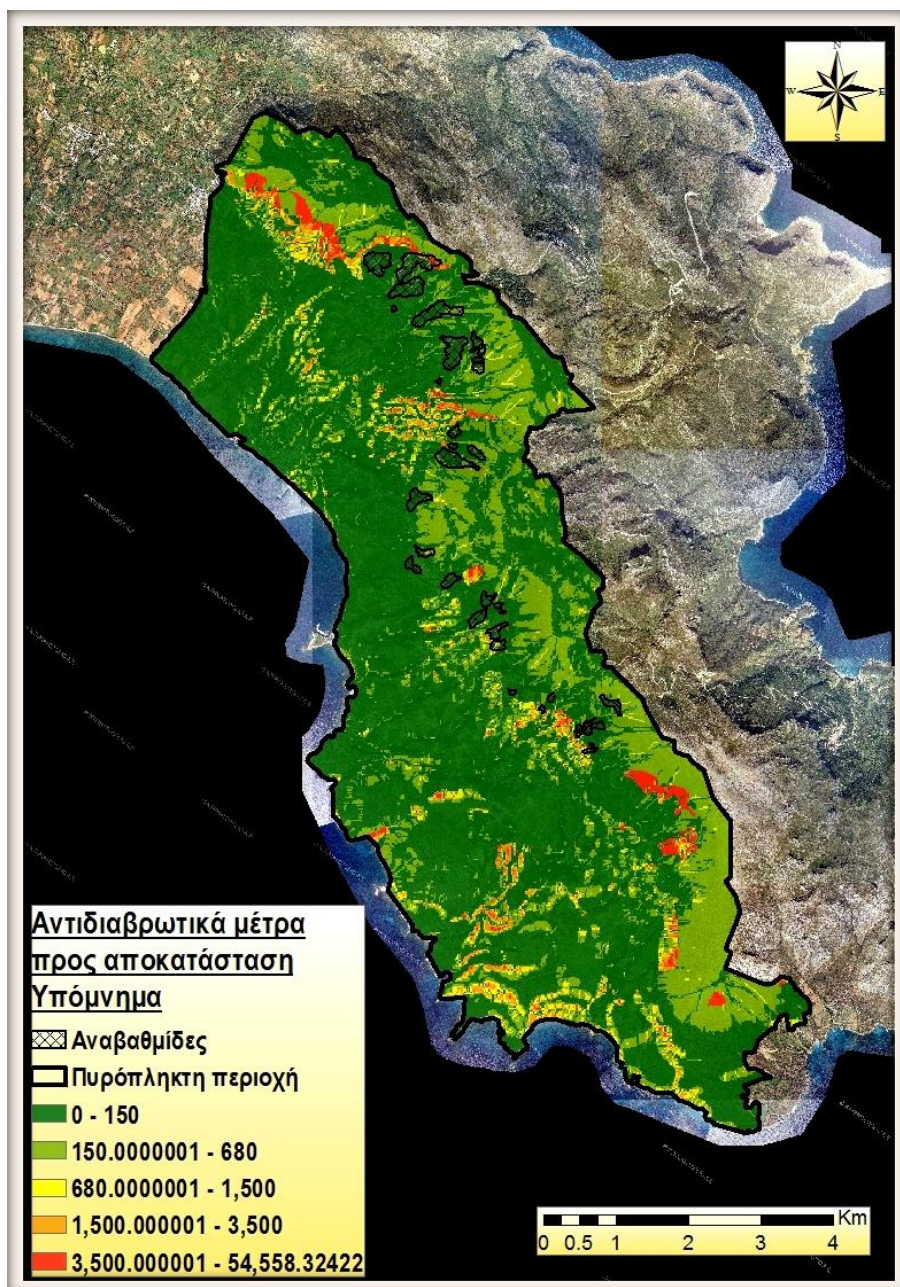 N
W E
S
Αντιδιαβρωτικά μέτρα
προς αποκατάσταση
Υπόμνημα
Αναβαθμίδες
Πυρόπληκτη περιοχή
0 - 150
150.0000001 - 680
680.0000001 - 1,500
1,500.000001 - 3,500
3,500.000001 - 54,558.32422
Km
0 0.5 1 2 3 4